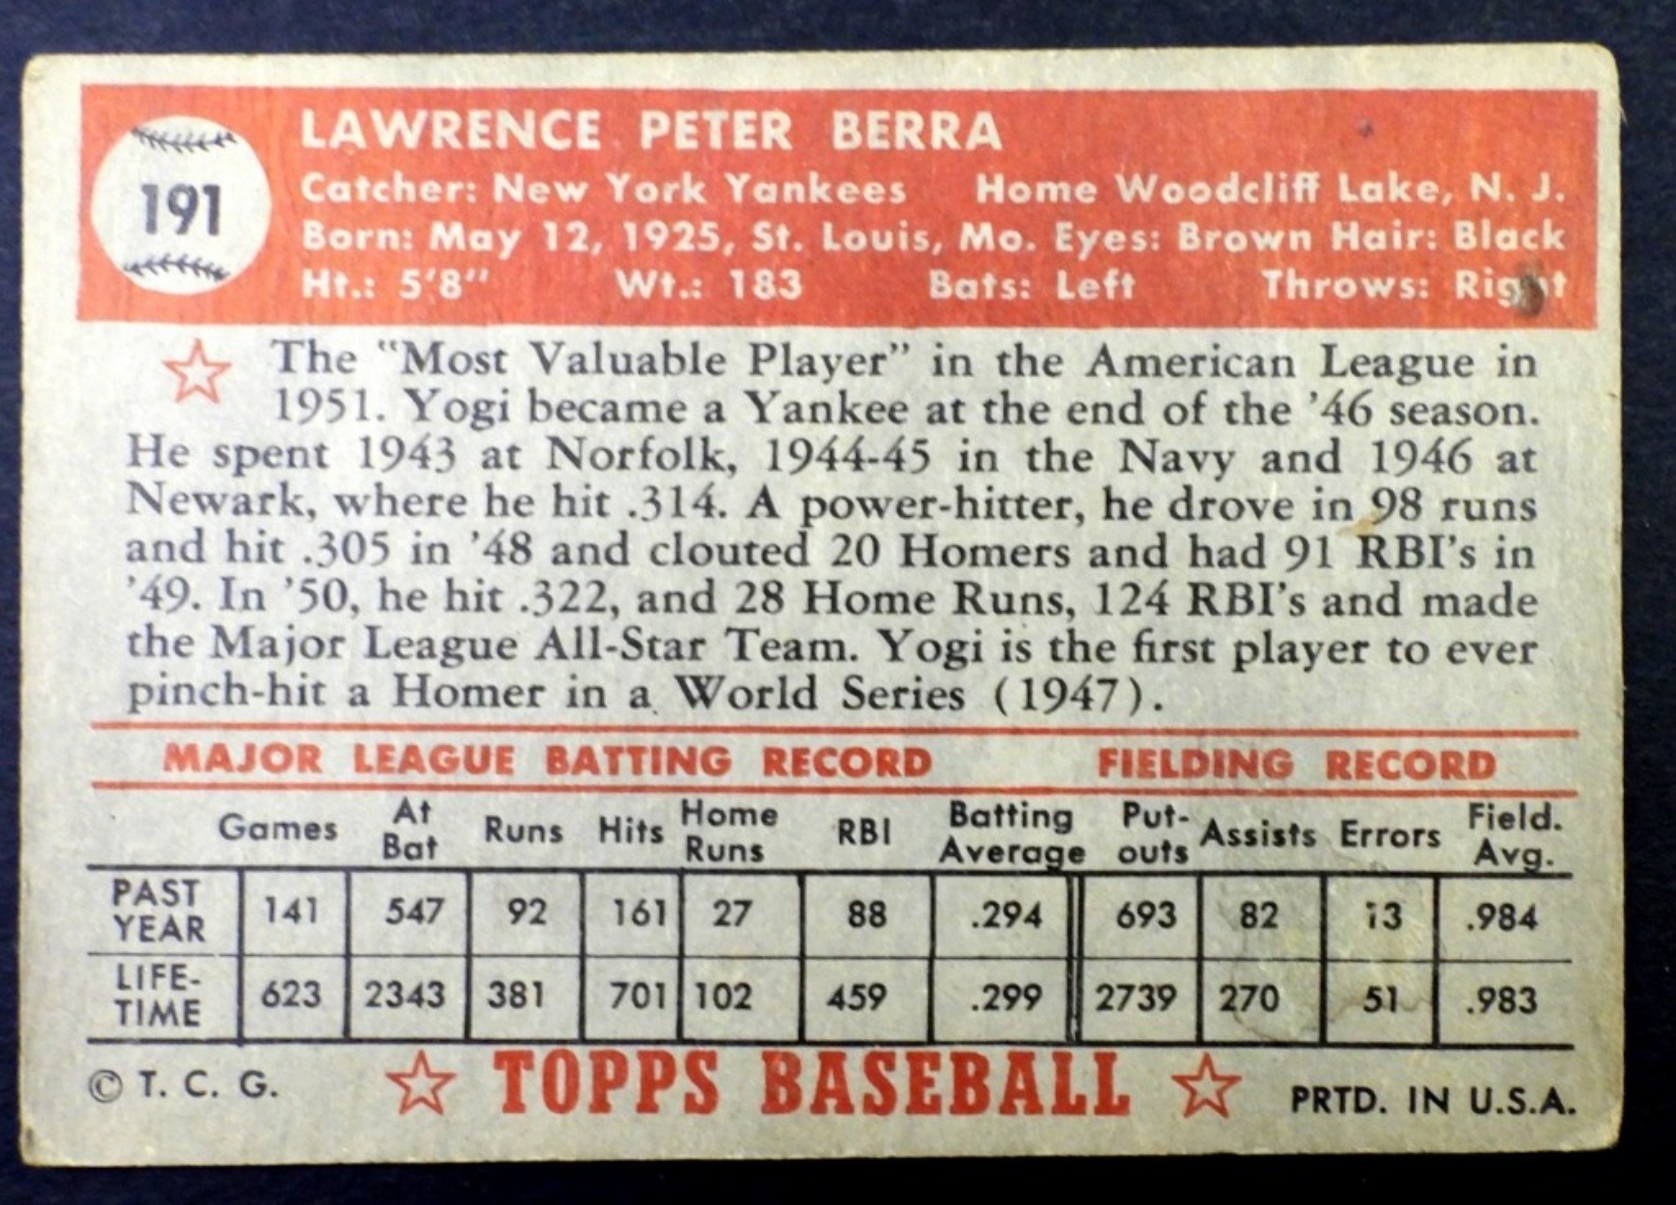 191
LAWRENCE PETER BERRA
Catcher: New York Yankees Home Woodcliff Lake, N. J.
Born: May 12, 1925, St. Louis, Mo. Eyes: Brown Hair: Black
Ht.: 5'8" Wt.: 183 Bats: Left Throws: Right
The "Most Valuable Player" in the American League in
1951. Yogi became a Yankee at the end of the '46 season.
He spent 1943 at Norfolk, 1944-45 in the Navy and 1946 at
Newark, where he hit .314. A power-hitter, he drove in 98 runs
and hit .305 in '48 and clouted 20 Homers and had 91 RBI's in
'49. In '50, he hit .322, and 28 Home Runs, 124 RBI's and made
the Major League All-Star Team. Yogi is the first player to ever
pinch-hit a Homer in a World Series (1947).
MAJOR LEAGUE BATTING RECORD FIELDING RECORD
Games At Bat Runs Hits Home Runs RBI Batting Average Put-outs Assists Errors Field. Avg.
PAST YEAR 141 547 92 161 27 88 .294 693 82 13 .984
LIFE-TIME 623 2343 381 701 102 459 .299 2739 270 51 .983
© T. C. G. TOPPS BASEBALL PRTD. IN U.S.A.